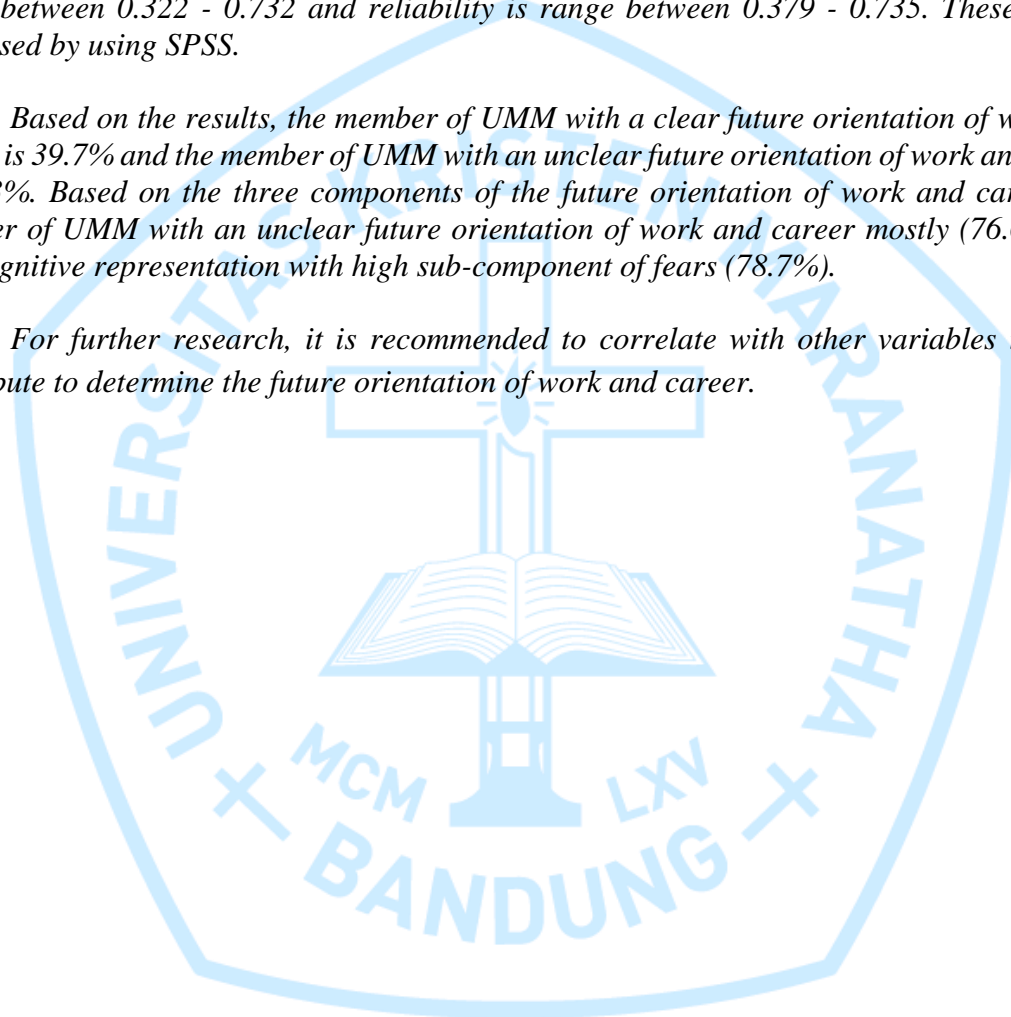 between 0.322 - 0.732 and reliability is range between 0.379 - 0.735. These
sed by using SPSS.
Based on the results, the member of UMM with a clear future orientation of w
is 39.7% and the member of UMM with an unclear future orientation of work an
%. Based on the three components of the future orientation of work and car
er of UMM with an unclear future orientation of work and career mostly (76.
gnitive representation with high sub-component of fears (78.7%).
For further research, it is recommended to correlate with other variables
bute to determine the future orientation of work and career.
UNIVERSITAS KRISTEN MARANATHA
MCM LXV
BANDUNG